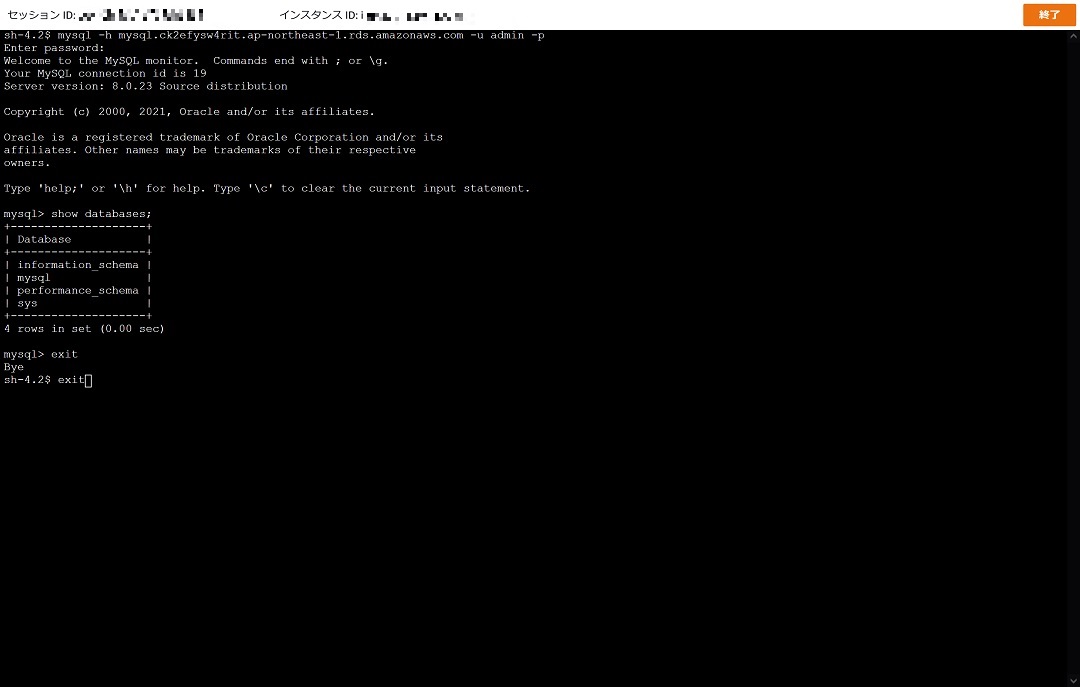 セッション ID:
インスタンス ID: i
終了
sh-4.2$ mysql -h mysql.ck2efysw4rit.ap-northeast-1.rds.amazonaws.com -u admin -p
Enter password:
Welcome to the MySQL monitor.  Commands end with ; or \g.
Your MySQL connection id is 19
Server version: 8.0.23 Source distribution
Copyright (c) 2000, 2021, Oracle and/or its affiliates.
Oracle is a registered trademark of Oracle Corporation and/or its
affiliates. Other names may be trademarks of their respective
owners.
Type 'help;' or '\h' for help. Type '\c' to clear the current input statement.
mysql> show databases;
+--------------------+
| Database           |
+--------------------+
| information_schema |
| mysql              |
| performance_schema |
| sys                |
+--------------------+
4 rows in set (0.00 sec)
mysql> exit
Bye
sh-4.2$ exit